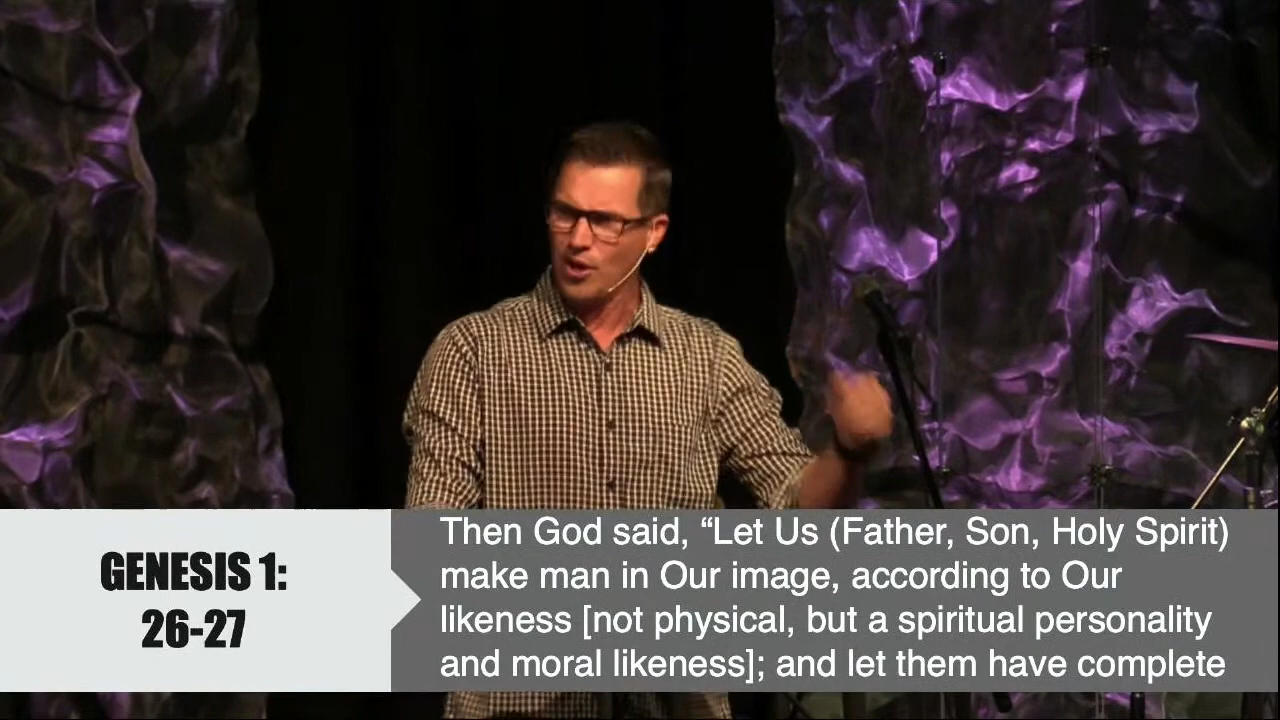 GENESIS 1:
26-27
Then God said, “Let Us (Father, Son, Holy Spirit)
make man in Our image, according to Our
likeness [not physical, but a spiritual personality
and moral likeness]; and let them have complete